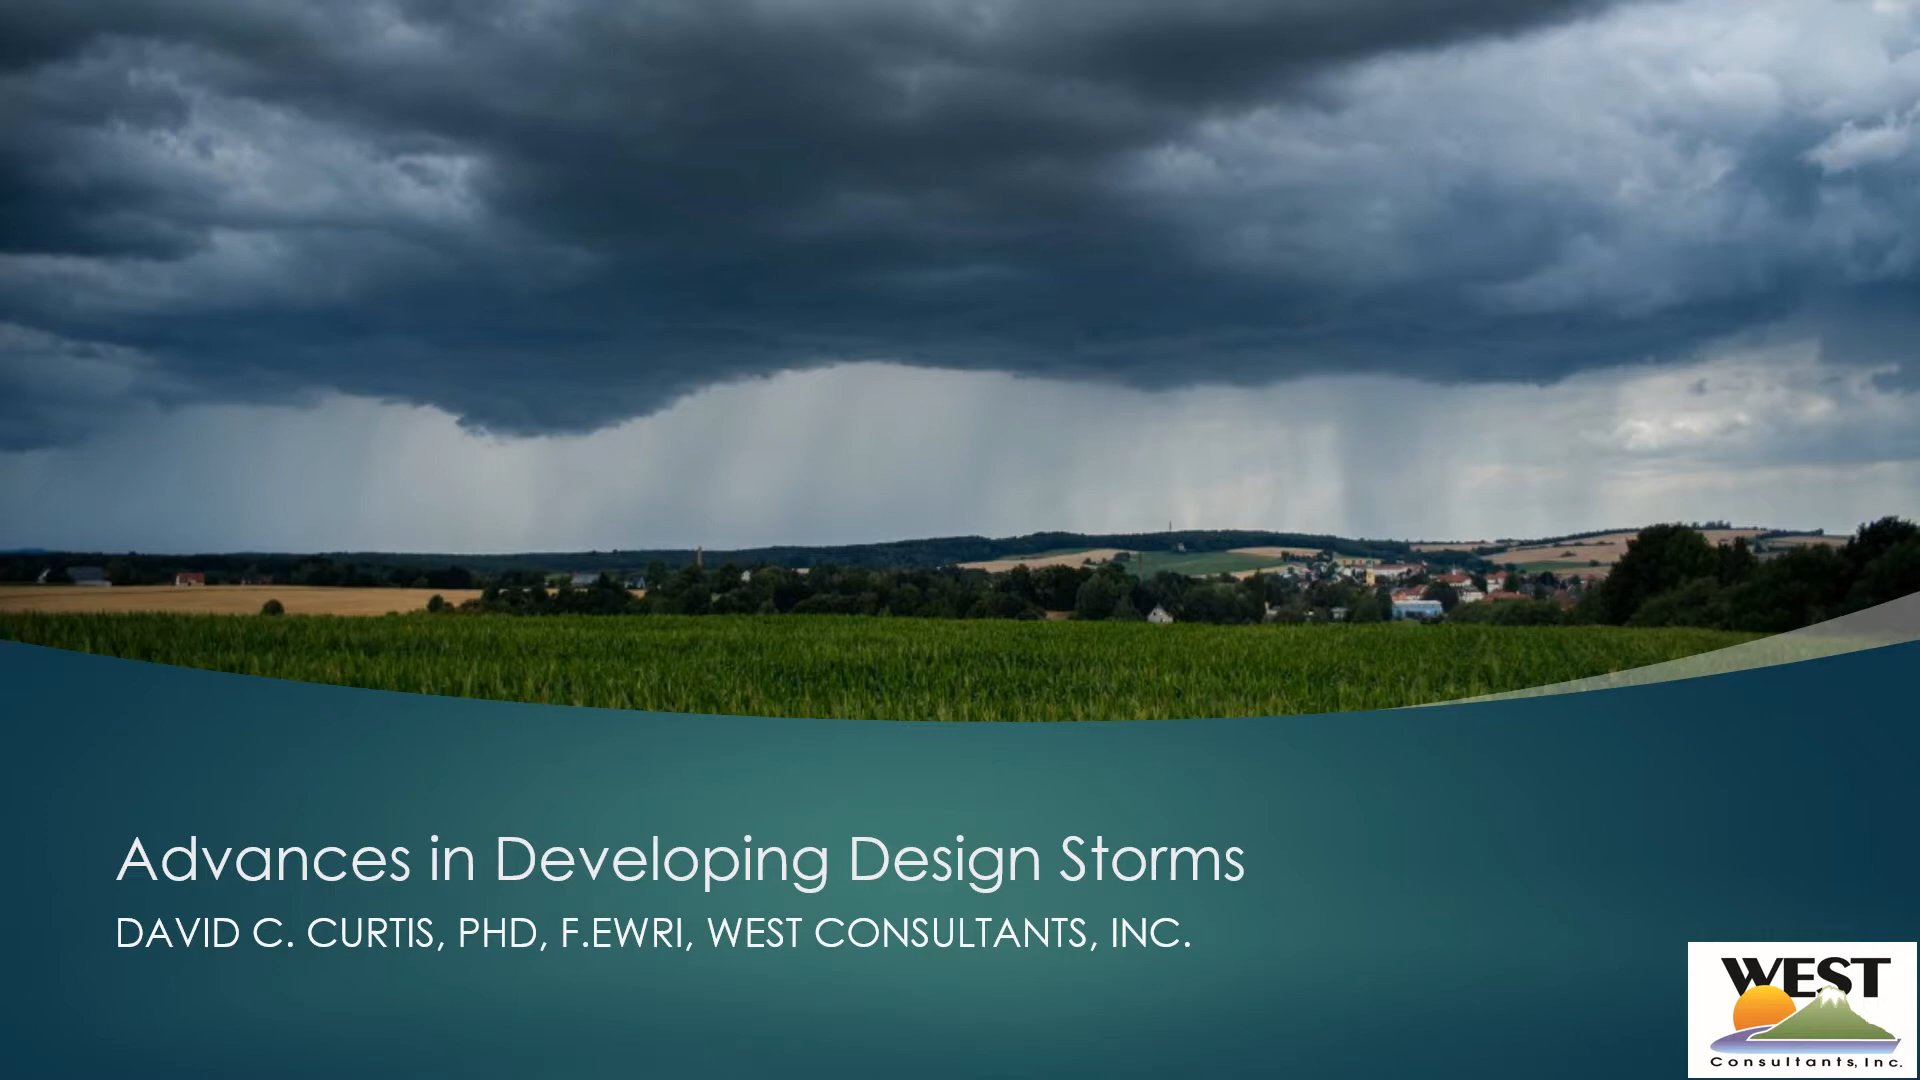 Advances in Developing Design Storms
DAVID C. CURTIS, PHD, F.EWRI, WEST CONSULTANTS, INC.
WEST
Consultants, Inc.